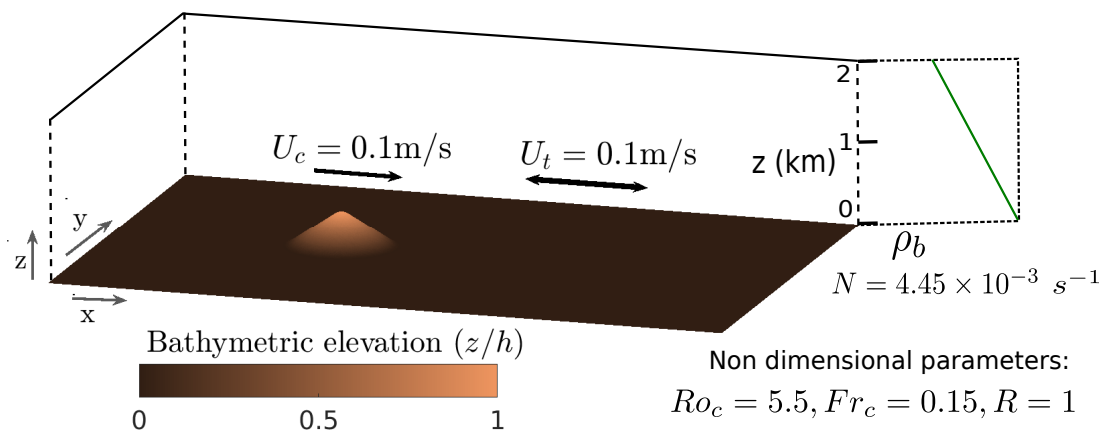 2
U_c = 0.1m/s
U_t = 0.1m/s
1
z (km)
0
y
z
x
ρ_b
N = 4.45 × 10^{-3} s^{-1}
Bathymetric elevation (z/h)
0 0.5 1
Non dimensional parameters:
Ro_c = 5.5, Fr_c = 0.15, R = 1